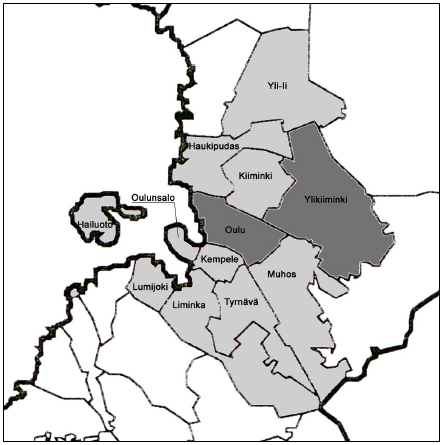 Yli-Ii
Haukipudas
Kiiminki
Ylikiiminki
Oulunsalo
Hailuoto
Oulu
Kempele
Muhos
Lumijoki
Liminka
Tyrnävä